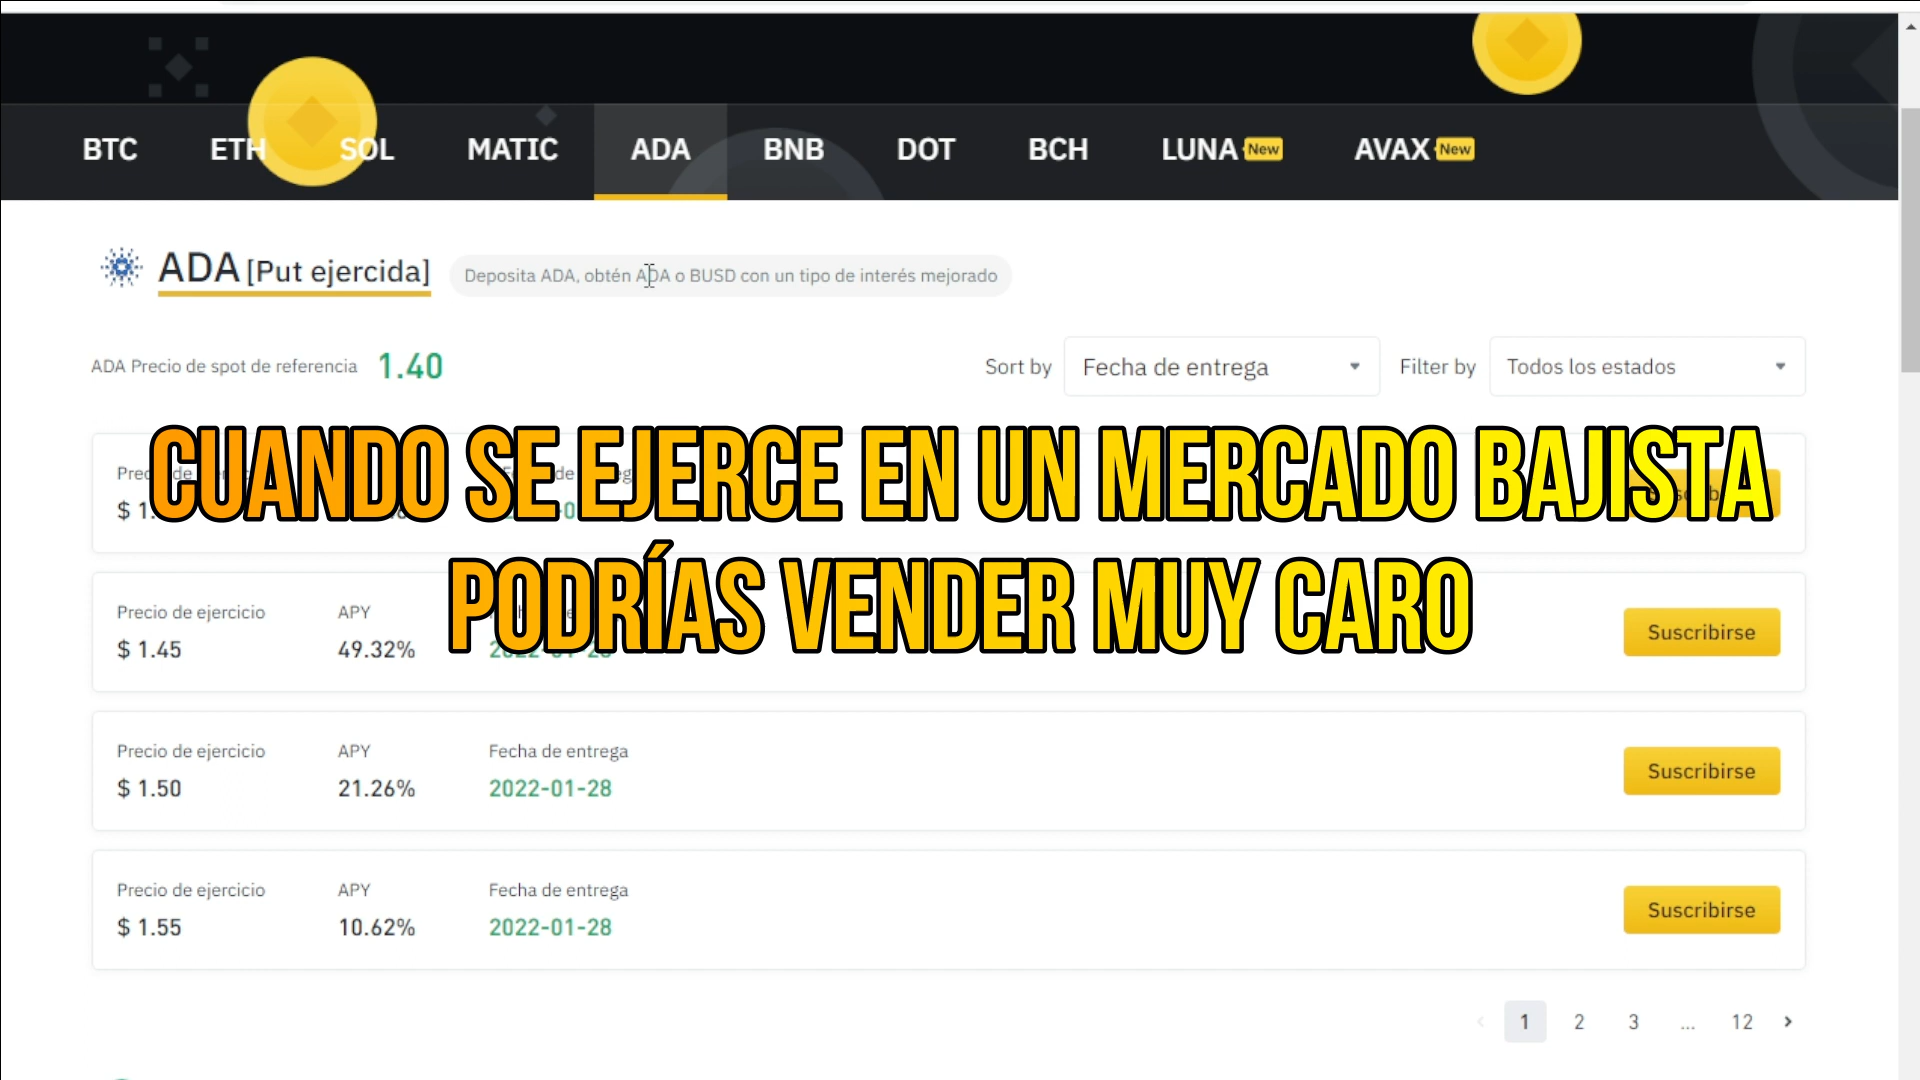 BTC ETH SOL MATIC ADA BNB DOT BCH LUNA New AVAX New
ADA [Put ejercida] Deposita ADA, obtén ADA o BUSD con un tipo de interés mejorado
ADA Precio de spot de referencia 1.40 Sort by Fecha de entrega Filter by Todos los estados
CUANDO SE EJERCE EN UN MERCADO BAJISTA
PODRÍAS VENDER MUY CARO
Precio de ejercicio APY
$ 1.45 49.32% Suscribirse
Precio de ejercicio APY Fecha de entrega
$ 1.50 21.26% 2022-01-28 Suscribirse
Precio de ejercicio APY Fecha de entrega
$ 1.55 10.62% 2022-01-28 Suscribirse
1 2 3 ... 12